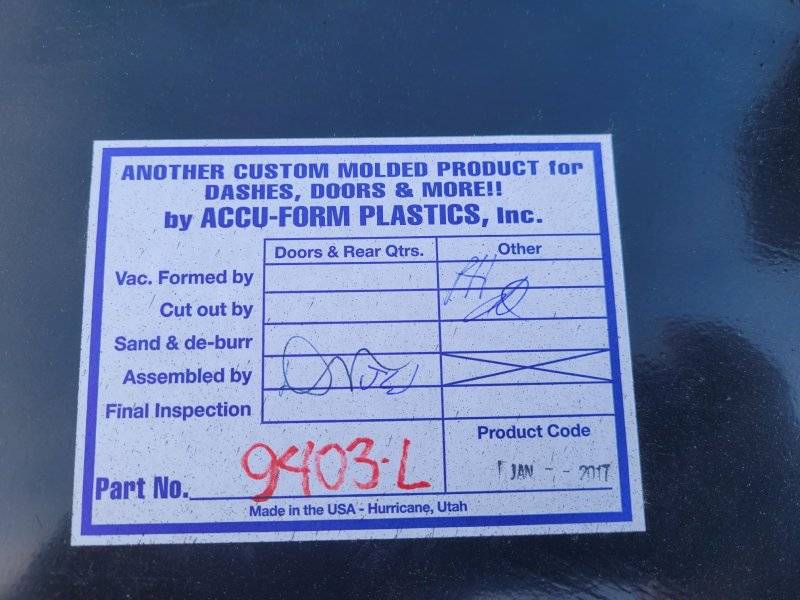 ANOTHER CUSTOM MOLDED PRODUCT for
DASHES, DOORS & MORE!!
by ACCU-FORM PLASTICS, Inc.
Doors & Rear Qtrs. Other
Vac. Formed by
Cut out by
Sand & de-burr
Assembled by
Final Inspection
Product Code
JAN - - 2017
Part No. 9403-L
Made in the USA - Hurricane, Utah